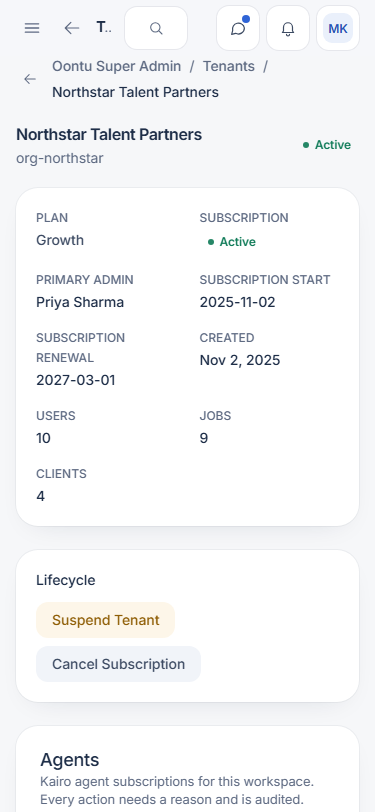 T..
MK
Oontu Super Admin / Tenants /
Northstar Talent Partners
Northstar Talent Partners
org-northstar
Active
PLAN
SUBSCRIPTION
Growth
Active
PRIMARY ADMIN
SUBSCRIPTION START
Priya Sharma
2025-11-02
SUBSCRIPTION
RENEWAL
CREATED
2027-03-01
Nov 2, 2025
USERS
JOBS
10
9
CLIENTS
4
Lifecycle
Suspend Tenant
Cancel Subscription
Agents
Kairo agent subscriptions for this workspace.
Every action needs a reason and is audited.